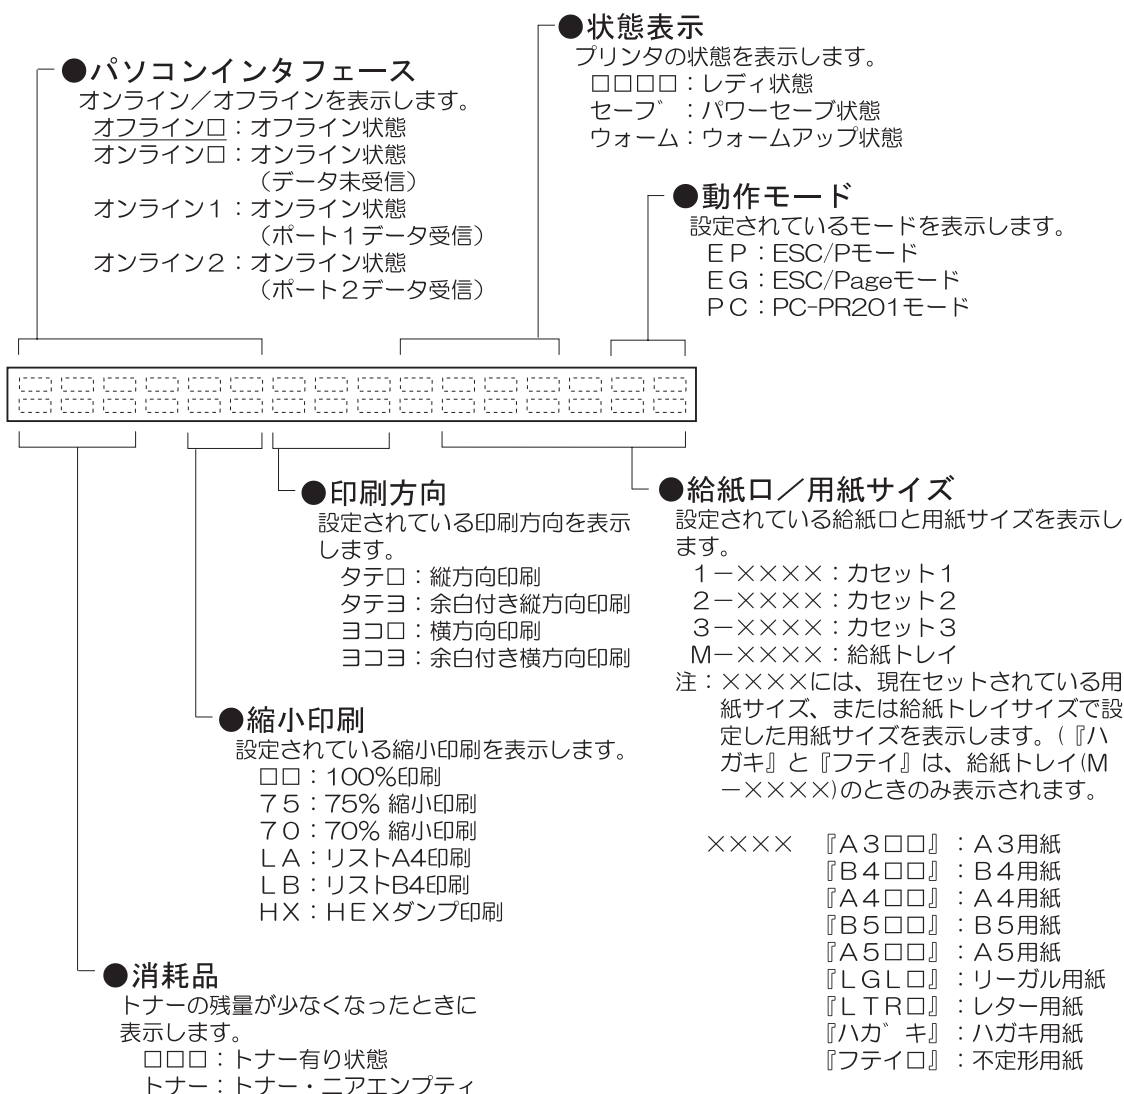 ●パソコンインタフェース
オンライン／オフラインを表示します。
オフライン□：オフライン状態
オンライン□：オンライン状態
（データ未受信）
オンライン１：オンライン状態
（ポート１データ受信）
オンライン２：オンライン状態
（ポート２データ受信）
●状態表示
プリンタの状態を表示します。
□□□□：レディ状態
セーブ：パワーセーブ状態
ウォーム：ウォームアップ状態
●動作モード
設定されているモードを表示します。
ＥＰ：ESC/Pモード
ＥＧ：ESC/Pageモード
ＰＣ：PC-PR201モード
●印刷方向
設定されている印刷方向を表示
します。
タテ□：縦方向印刷
タテヨ：余白付き縦方向印刷
ヨコ□：横方向印刷
ヨコヨ：余白付き横方向印刷
●給紙口／用紙サイズ
設定されている給紙口と用紙サイズを表示し
ます。
１－××××：カセット１
２－××××：カセット２
３－××××：カセット３
Ｍ－××××：給紙トレイ
注：××××には、現在セットされている用
紙サイズ、または給紙トレイサイズで設
定した用紙サイズを表示します。(『ハ
ガキ』と『フテイ』は、給紙トレイ(Ｍ
－××××)のときのみ表示されます。
××××　『Ａ３□□』：Ａ３用紙
『Ｂ４□□』：Ｂ４用紙
『Ａ４□□』：Ａ４用紙
『Ｂ５□□』：Ｂ５用紙
『Ａ５□□』：Ａ５用紙
『ＬＧＬ□』：リーガル用紙
『ＬＴＲ□』：レター用紙
『ハガキ』：ハガキ用紙
『フテイ□』：不定形用紙
●縮小印刷
設定されている縮小印刷を表示します。
□□：100%印刷
７５：75% 縮小印刷
７０：70% 縮小印刷
ＬＡ：リストA4印刷
ＬＢ：リストB4印刷
ＨＸ：ＨＥＸダンプ印刷
●消耗品
トナーの残量が少なくなったときに
表示します。
□□□：トナー有り状態
トナー：トナー・ニアエンプティ